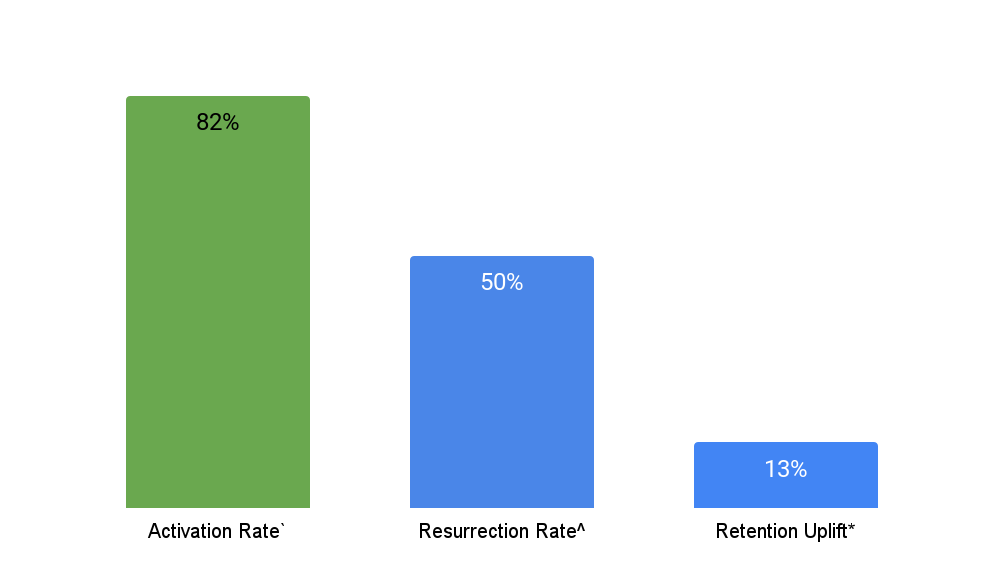 82%
50%
13%
Activation Rate`
Resurrection Rate^
Retention Uplift*